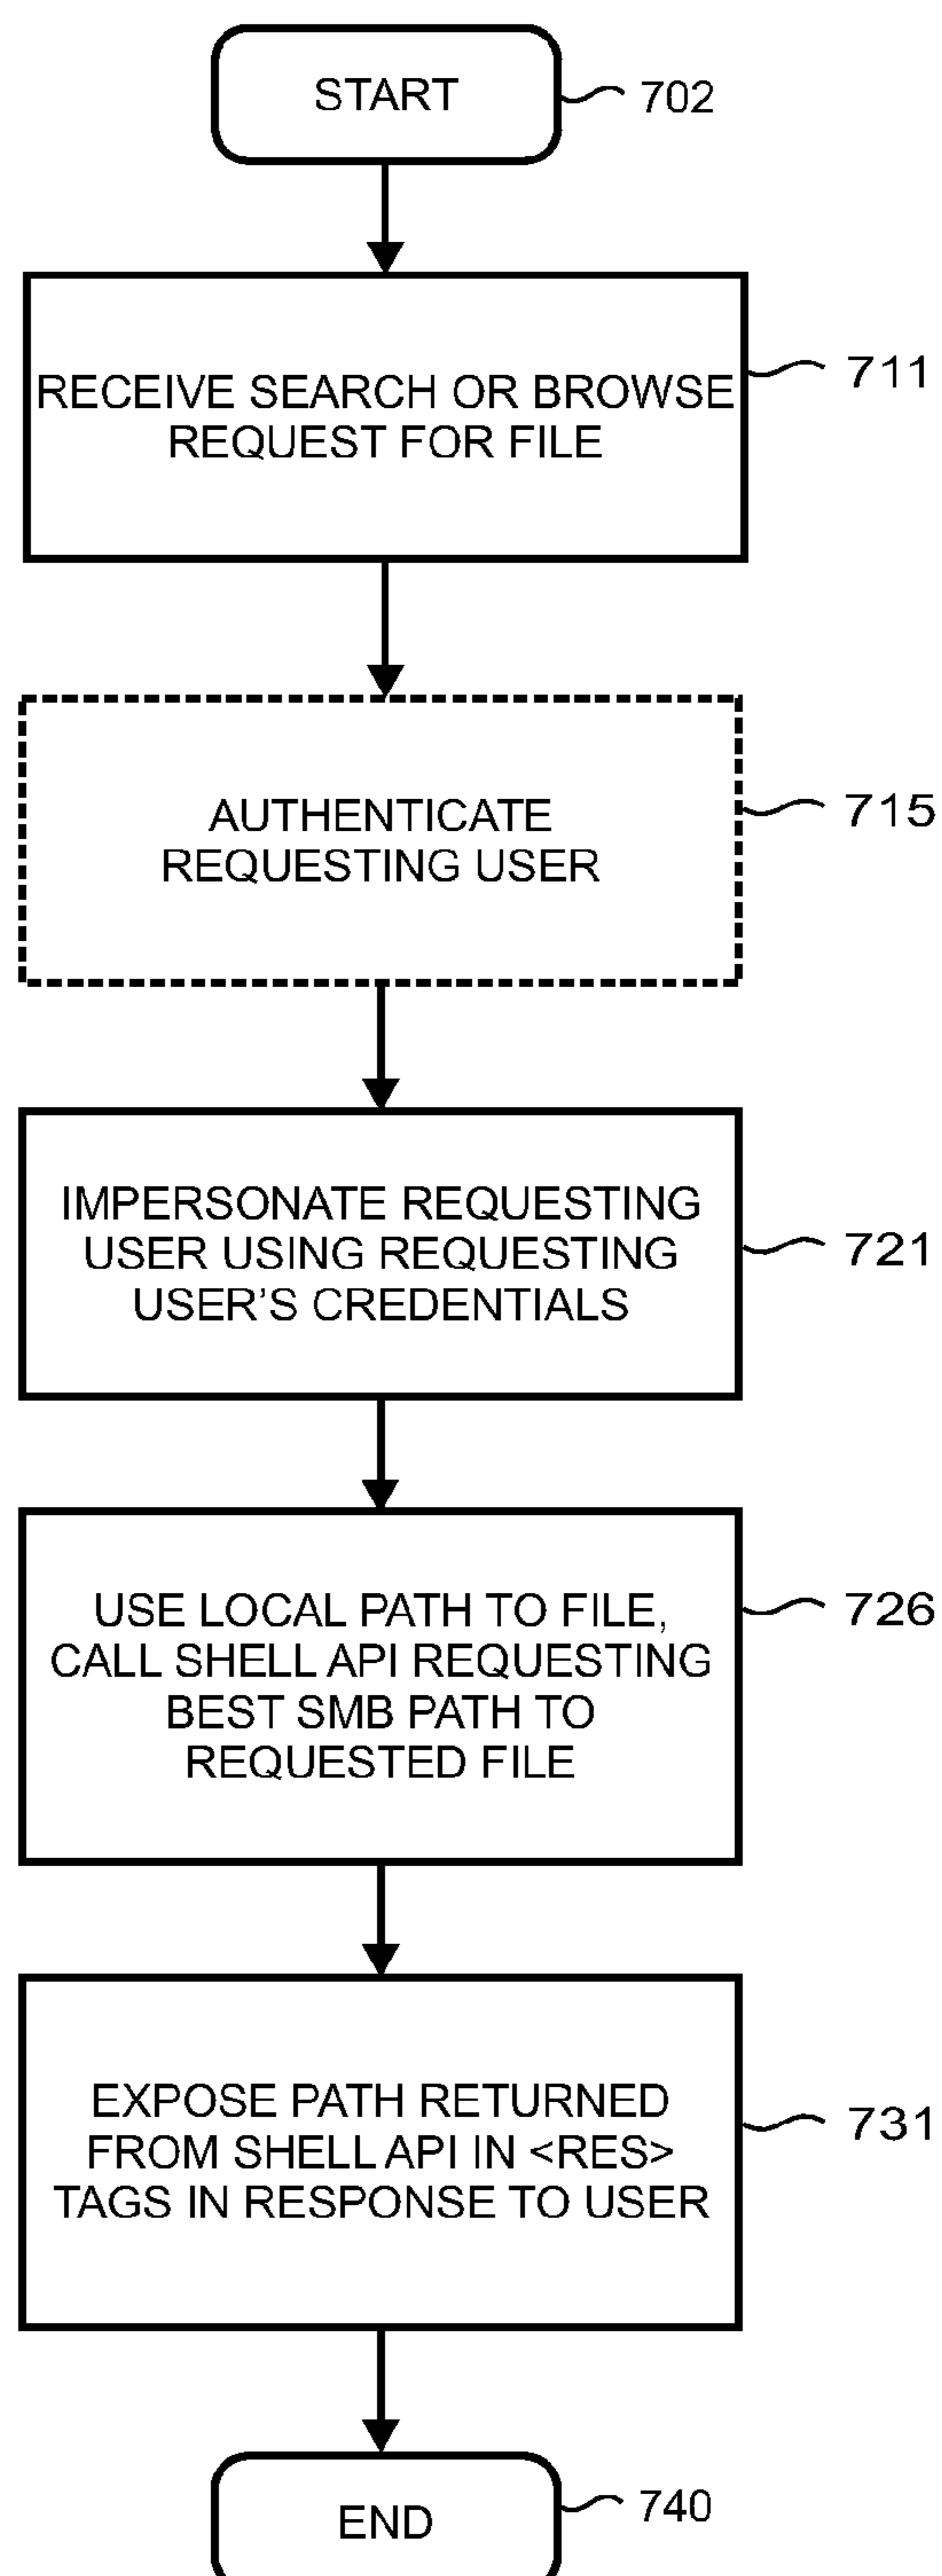 START
702
RECEIVE SEARCH OR BROWSE
REQUEST FOR FILE
711
AUTHENTICATE
REQUESTING USER
715
IMPERSONATE REQUESTING
USER USING REQUESTING
USER'S CREDENTIALS
721
USE LOCAL PATH TO FILE,
CALL SHELL API REQUESTING
BEST SMB PATH TO
REQUESTED FILE
726
EXPOSE PATH RETURNED
FROM SHELL API IN <RES>
TAGS IN RESPONSE TO USER
731
END
740